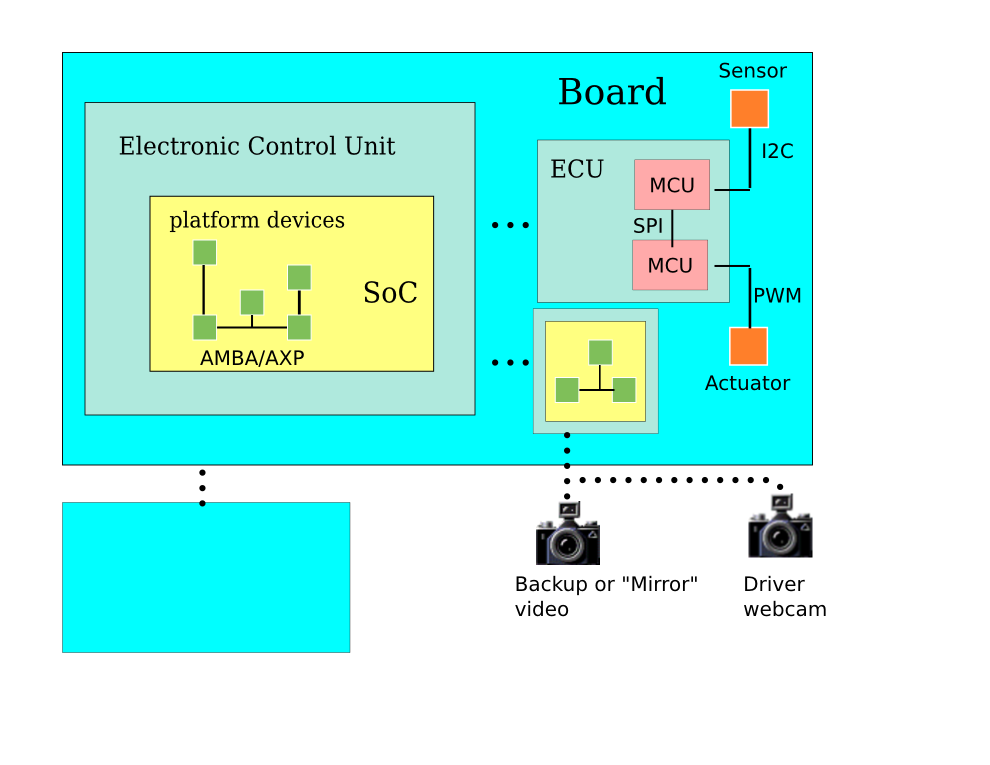 Sensor
Board
Electronic Control Unit
I2C
ECU
MCU
platform devices
SPI
MCU
SoC
PWM
AMBA/AXP
Actuator
Backup or "Mirror"
video
Driver
webcam